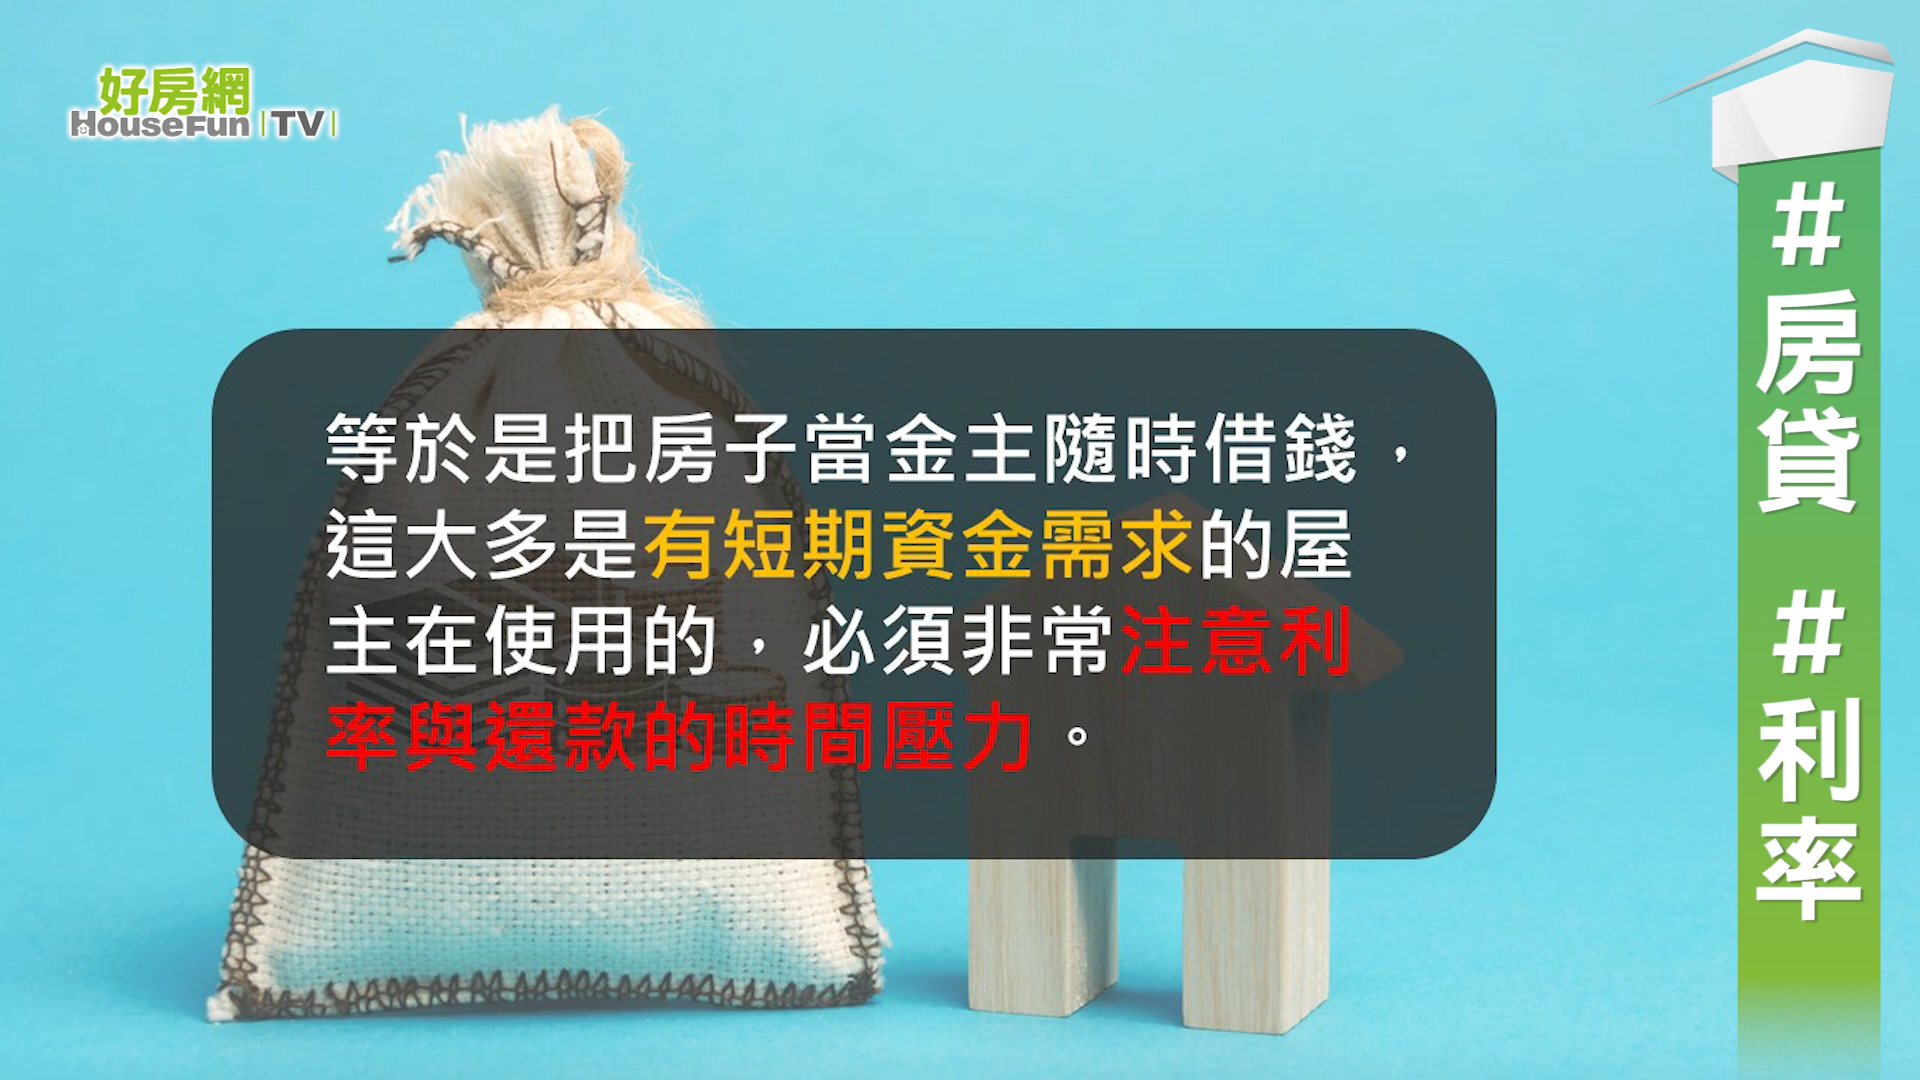 好房網
HouseFun TV
等於是把房子當金主隨時借錢，
這大多是有短期資金需求的屋
主在使用的，必須非常注意利
率與還款的時間壓力。
#房貸 #利率